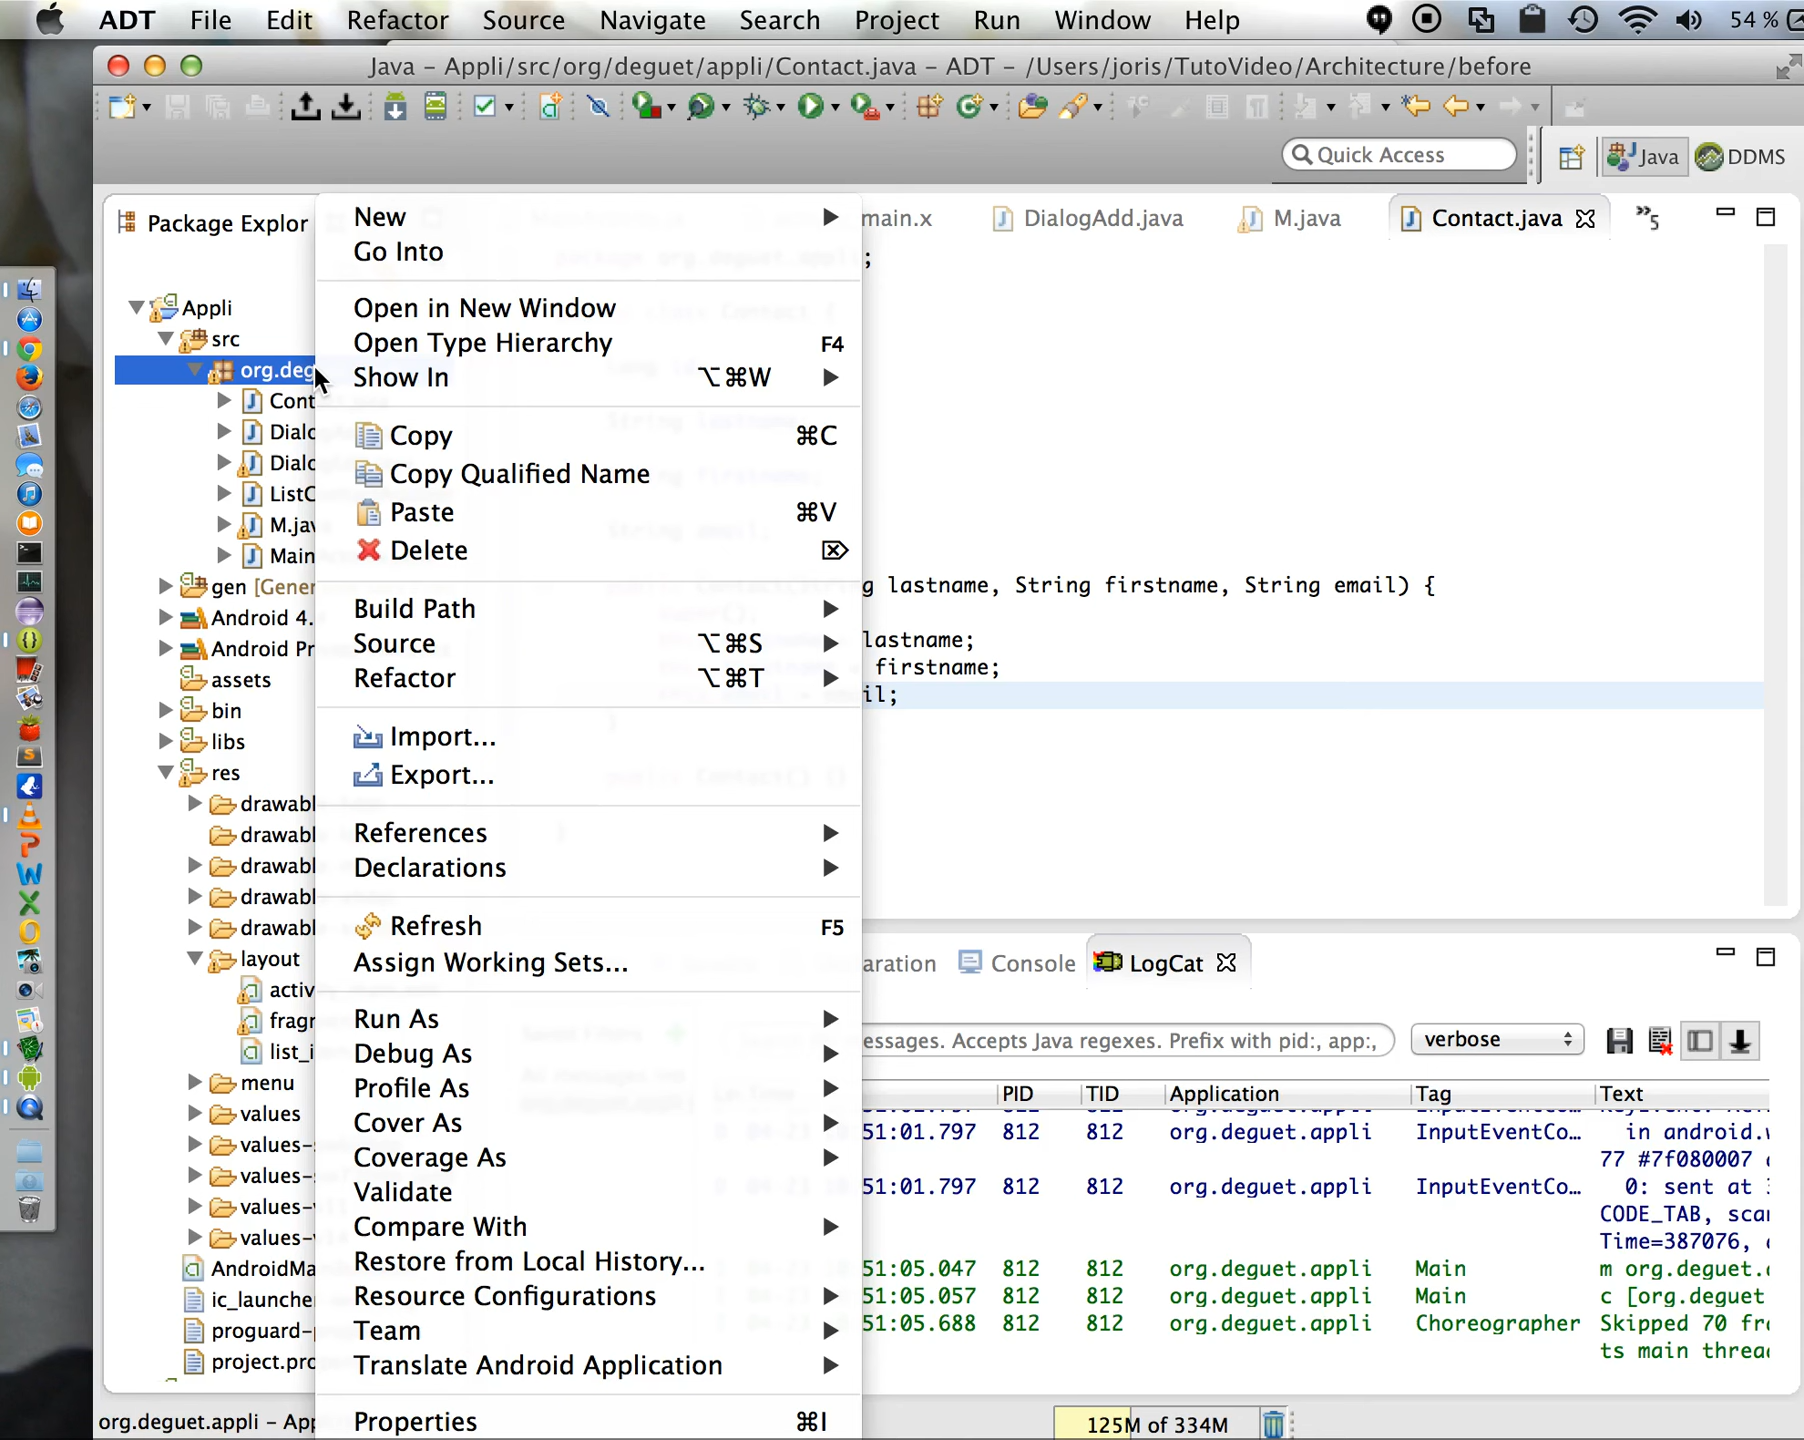 ADT File Edit Refactor Source Navigate Search Project Run Window Help 54 %
Java – Appli/src/org/deguet/appli/Contact.java – ADT – /Users/joris/TutoVideo/Architecture/before
Quick Access
Java
DDMS
Package Explor
main.x
DialogAdd.java
M.java
Contact.java
»5
Appli
src
org.deg
Cont
Dialo
Dialo
ListC
M.jav
Main
gen [Gener
Android 4.
Android Pr
assets
bin
libs
res
drawabl
drawabl
drawabl
drawabl
drawabl
layout
activ
fragr
list_i
menu
values
values-
values-
values-
values-
AndroidMa
ic_launche
proguard-
project.pro
New
Go Into
Open in New Window
Open Type Hierarchy F4
Show In ⌥⌘W
Copy ⌘C
Copy Qualified Name
Paste ⌘V
Delete ⌦
Build Path
Source ⌥⌘S
Refactor ⌥⌘T
Import...
Export...
References
Declarations
Refresh F5
Assign Working Sets...
Run As
Debug As
Profile As
Cover As
Coverage As
Validate
Compare With
Restore from Local History...
Resource Configurations
Team
Translate Android Application
Properties ⌘I
package org.deguet.appli;
g lastname, String firstname, String email) {
lastname;
firstname;
il;
aration
Console
LogCat
essages. Accepts Java regexes. Prefix with pid:, app:,
verbose
PID TID Application Tag Text
51:01.797 812 812 org.deguet.appli InputEventCo… in android.
77 #7f080007
51:01.797 812 812 org.deguet.appli InputEventCo… 0: sent at
CODE_TAB, sca
Time=387076,
51:05.047 812 812 org.deguet.appli Main m org.deguet.
51:05.057 812 812 org.deguet.appli Main c [org.deguet
51:05.688 812 812 org.deguet.appli Choreographer Skipped 70 fr
ts main threa
org.deguet.appli – App
125M of 334M